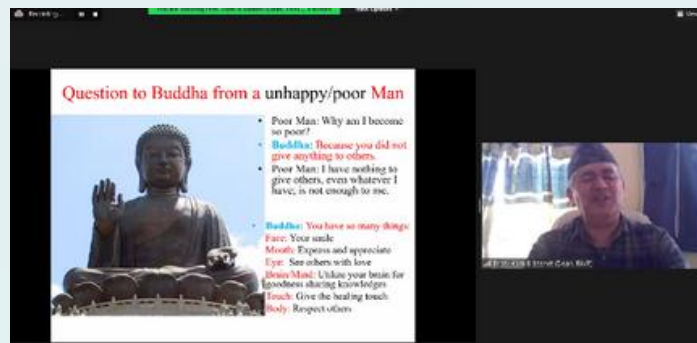 Recording...
Question to Buddha from a unhappy/poor Man
• Poor Man: Why am I become
so poor?
• Buddha: Because you did not
give anything to others.
• Poor Man: I have nothing to
give others, even whatever I
have, is not enough to me.
• Buddha: You have so many things:
Face: Your smile
Mouth: Express and appreciate
Eye: See others with love
Brain/Mind: Utilize your brain for
goodness sharing knowledges
Touch: Give the healing touch
Body: Respect others